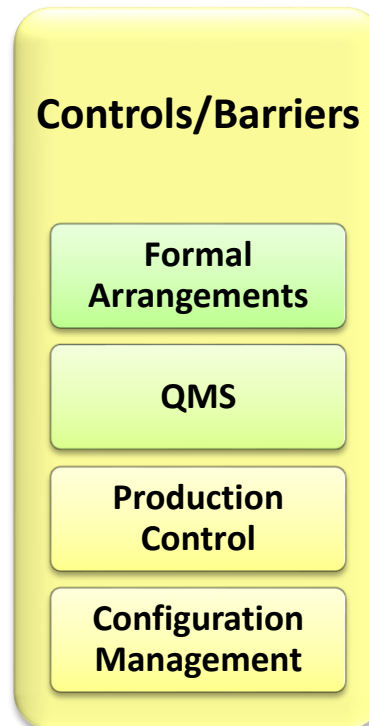 Controls/Barriers
Formal
Arrangements
QMS
Production
Control
Configuration
Management